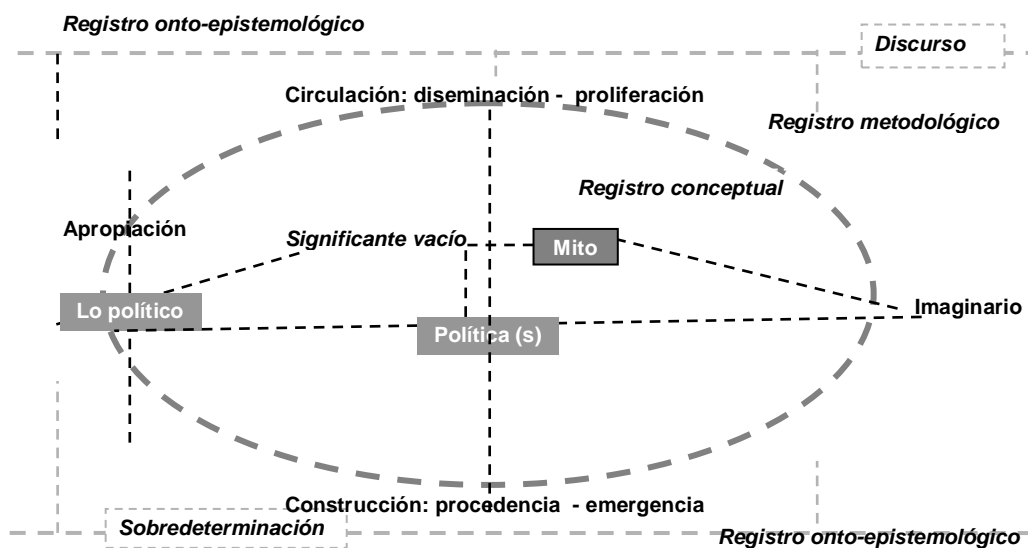 Registro onto-epistemológico
Discurso
Circulación: diseminación - proliferación
Registro metodológico
Registro conceptual
Apropiación
Significante vacío
Mito
Lo político
Imaginario
Política (s)
Construcción: procedencia - emergencia
Sobredeterminación
Registro onto-epistemológico